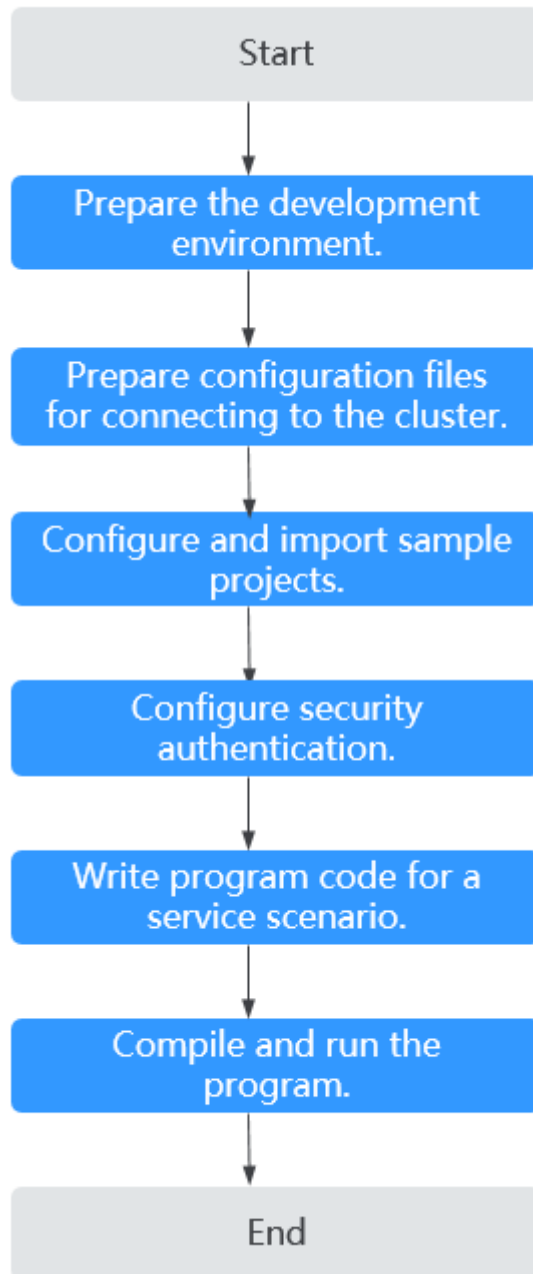 Start
Prepare the development
environment.
Prepare configuration files
for connecting to the cluster.
Configure and import sample
projects.
Configure security
authentication.
Write program code for a
service scenario.
Compile and run the
program.
End